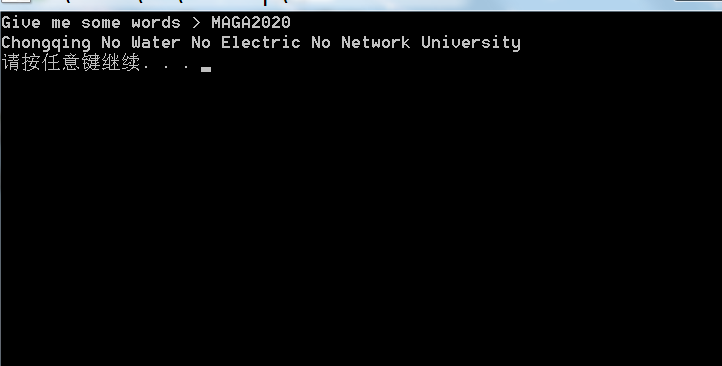 Give me some words > MAGA2020
Chongqing No Water No Electric No Network University
请按任意键继续. . .